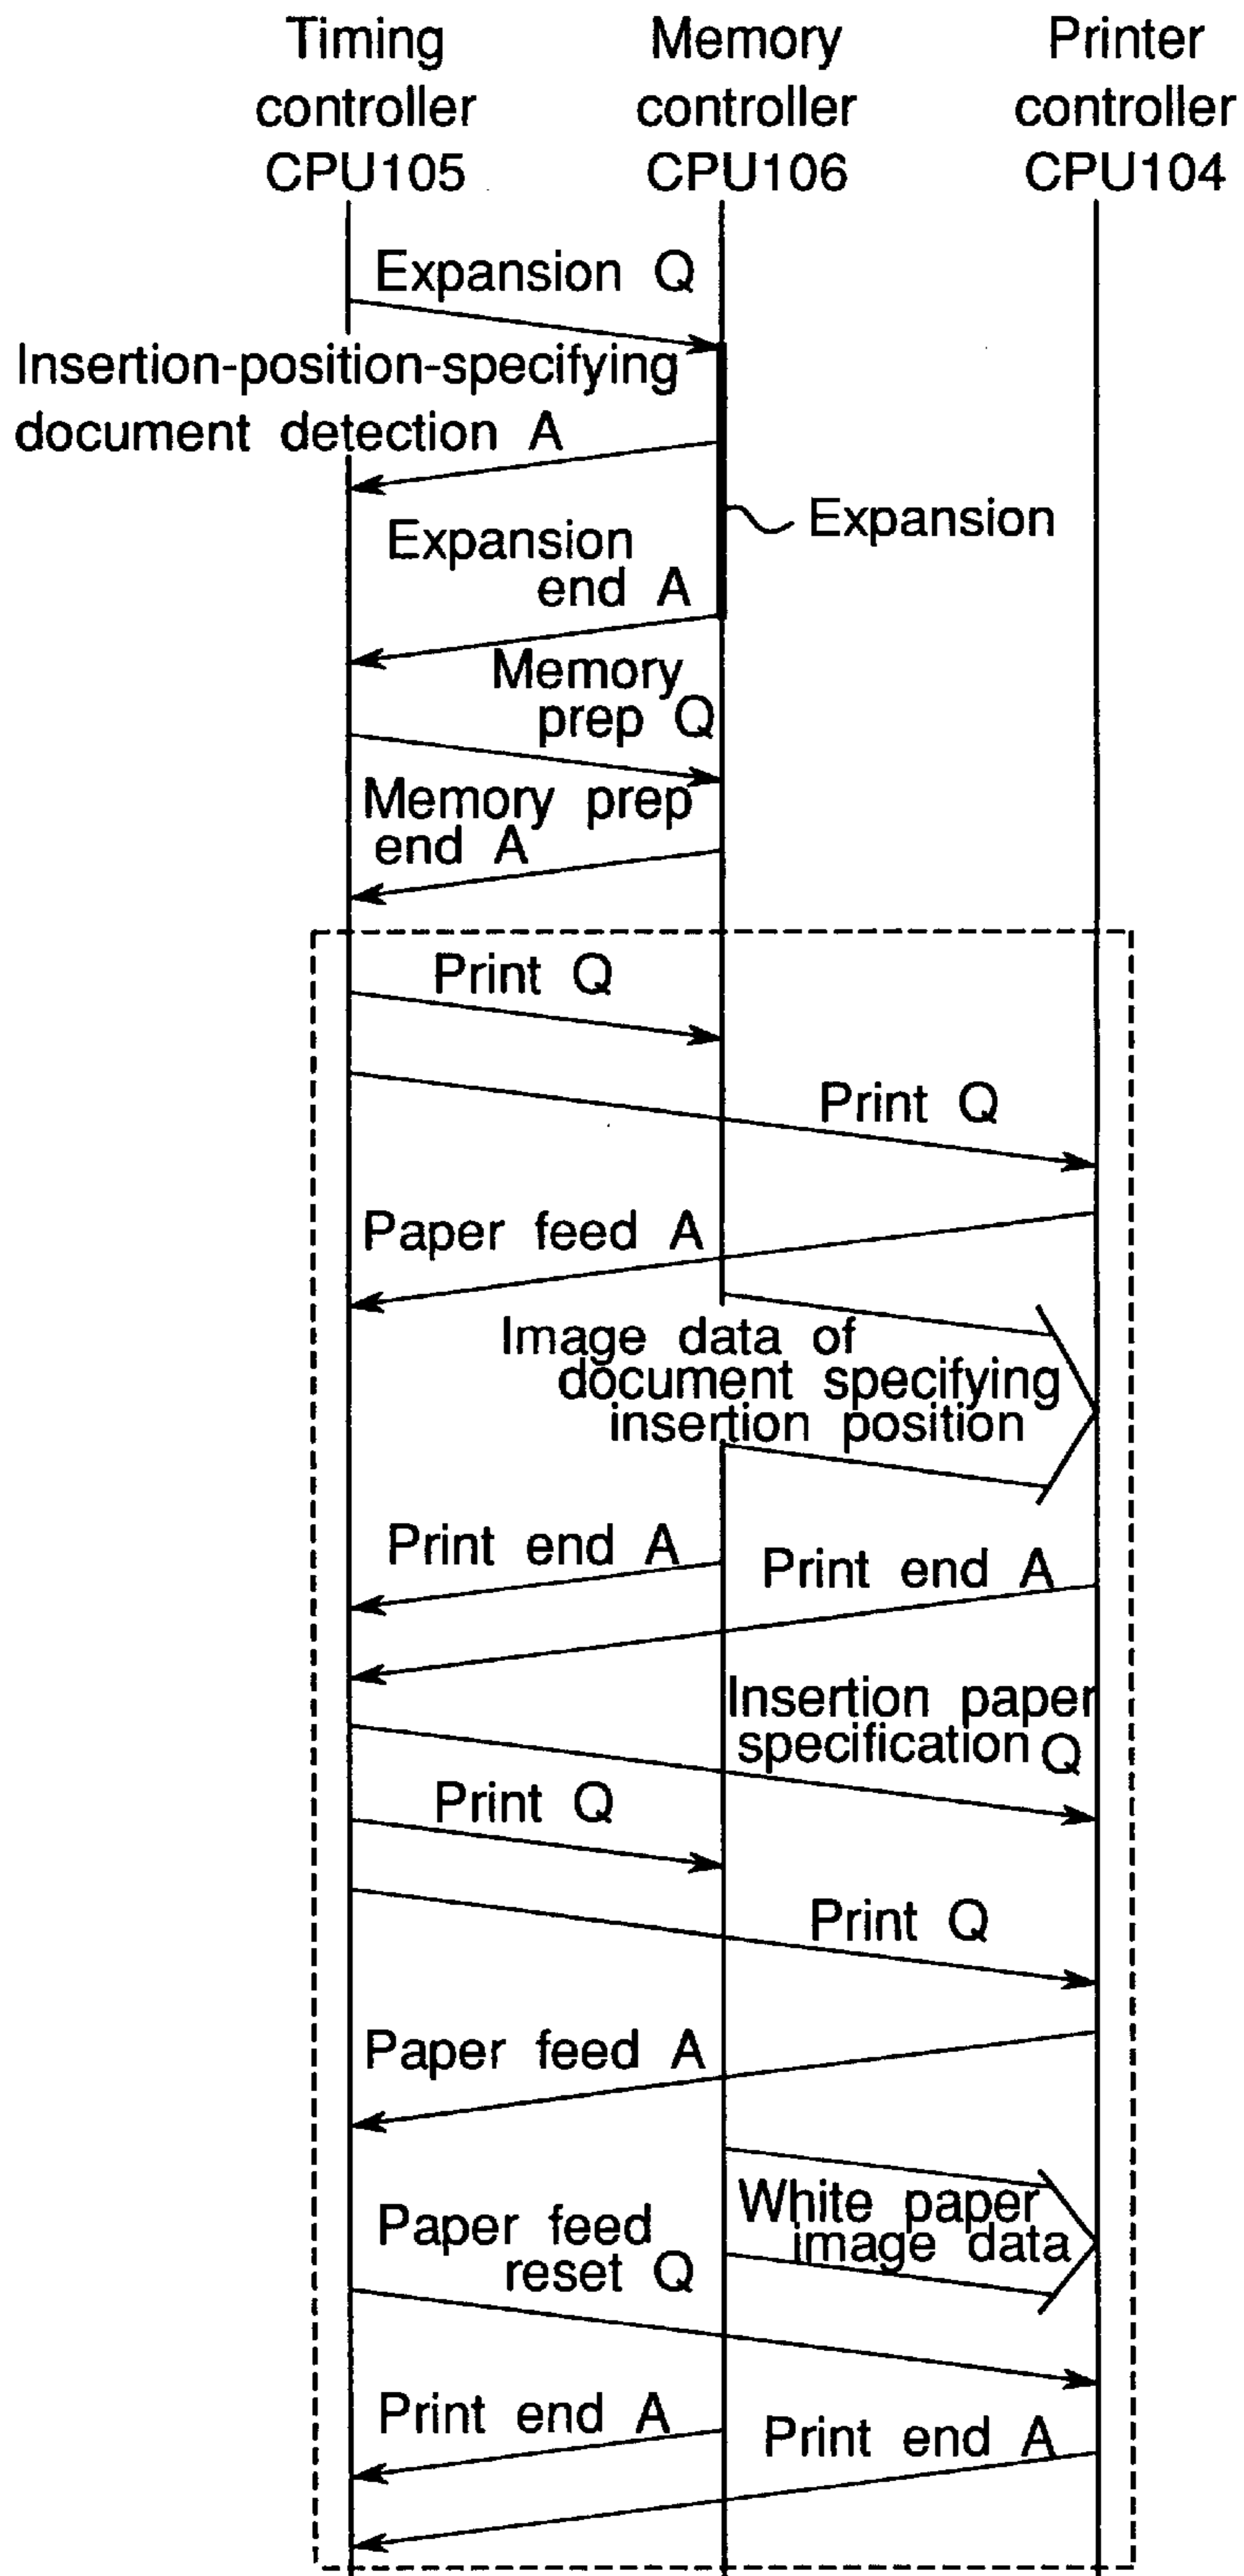 Timing
controller
CPU105
Memory
controller
CPU106
Printer
controller
CPU104
Expansion Q
Insertion-position-specifying
document detection A
Expansion
Expansion
end A
Memory
prep Q
Memory prep
end A
Print Q
Print Q
Paper feed A
Image data of
document specifying
insertion position
Print end A
Print end A
Insertion paper
specification Q
Print Q
Print Q
Paper feed A
White paper
image data
Paper feed
reset Q
Print end A
Print end A